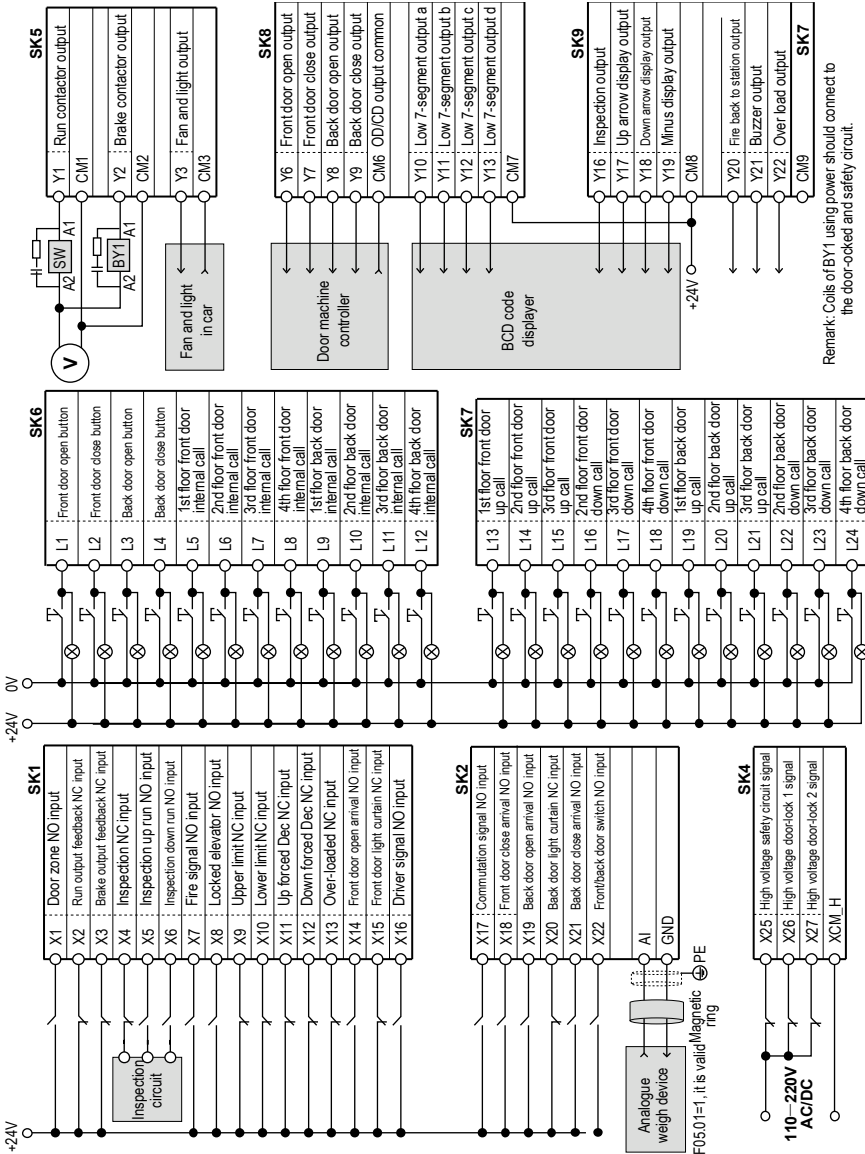 +24V
SK1
X1 Door zone NO input
X2 Run output feedback NC input
X3 Brake output feedback NC input
X4 Inspection NC input
X5 Inspection up run NO input
X6 Inspection down run NO input
X7 Fire signal NO input
X8 Locked elevator NO input
X9 Upper limit NC input
X10 Lower limit NC input
X11 Up forced Dec NC input
X12 Down forced Dec NC input
X13 Over-loaded NC input
X14 Front door open arrival NO input
X15 Front door light curtain NC input
X16 Driver signal NO input
Inspection
circuit
SK2
X17 Commutation signal NO input
X18 Front door close arrival NO input
X19 Back door open arrival NO input
X20 Back door light curtain NC input
X21 Back door close arrival NO input
X22 Front/back door switch NO input
AI
GND
PE
Magnetic
ring
Analogue
weigh device
F05.01=1, it is valid
SK4
X25 High voltage safety circuit signal
X26 High voltage door-lock 1 signal
X27 High voltage door-lock 2 signal
XCM_H
110—220V
AC/DC
+24V
0V
SK6
L1 Front door open button
L2 Front door close button
L3 Back door open button
L4 Back door close button
L5 1st floor front door
internal call
L6 2nd floor front door
internal call
L7 3rd floor front door
internal call
L8 4th floor front door
internal call
L9 1st floor back door
internal call
L10 2nd floor back door
internal call
L11 3rd floor back door
internal call
L12 4th floor back door
internal call
SK7
L13 1st floor front door
up call
L14 2nd floor front door
up call
L15 3rd floor front door
up call
L16 2nd floor front door
down call
L17 3rd floor front door
down call
L18 4th floor front door
down call
L19 1st floor back door
up call
L20 2nd floor back door
up call
L21 3rd floor back door
up call
L22 2nd floor back door
down call
L23 3rd floor back door
down call
L24 4th floor back door
down call
SK5
Y1 Run contactor output
CM1
Y2 Brake contactor output
CM2
Y3 Fan and light output
CM3
A1
SW
A2
A1
BY1
A2
V
Fan and light
in car
SK8
Y6 Front door open output
Y7 Front door close output
Y8 Back door open output
Y9 Back door close output
CM6 OD/CD output common
Y10 Low 7-segment output a
Y11 Low 7-segment output b
Y12 Low 7-segment output c
Y13 Low 7-segment output d
CM7
Door machine
controller
BCD code
displayer
+24V
SK9
Y16 Inspection output
Y17 Up arrow display output
Y18 Down arrow display output
Y19 Minus display output
CM8
Y20 Fire back to station output
Y21 Buzzer output
Y22 Over load output
CM9
SK7
Remark: Coils of BY1 using power should connect to
the door-ocked and safety circuit.